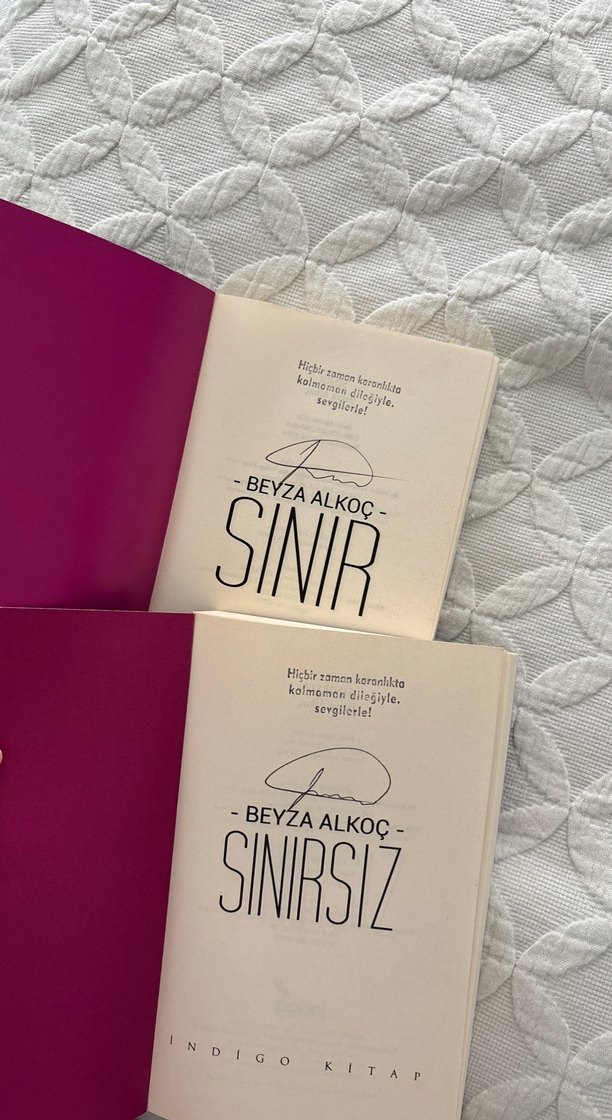 Hiçbir zaman karanlıkta
kalmaman dileğiyle.
sevgilerle!
- BEYZA ALKOÇ -
SINIR
Hiçbir zaman karanlıkta
kalmaman dileğiyle.
sevgilerle!
- BEYZA ALKOÇ -
SINIRSIZ
İNDİGO KİTAP